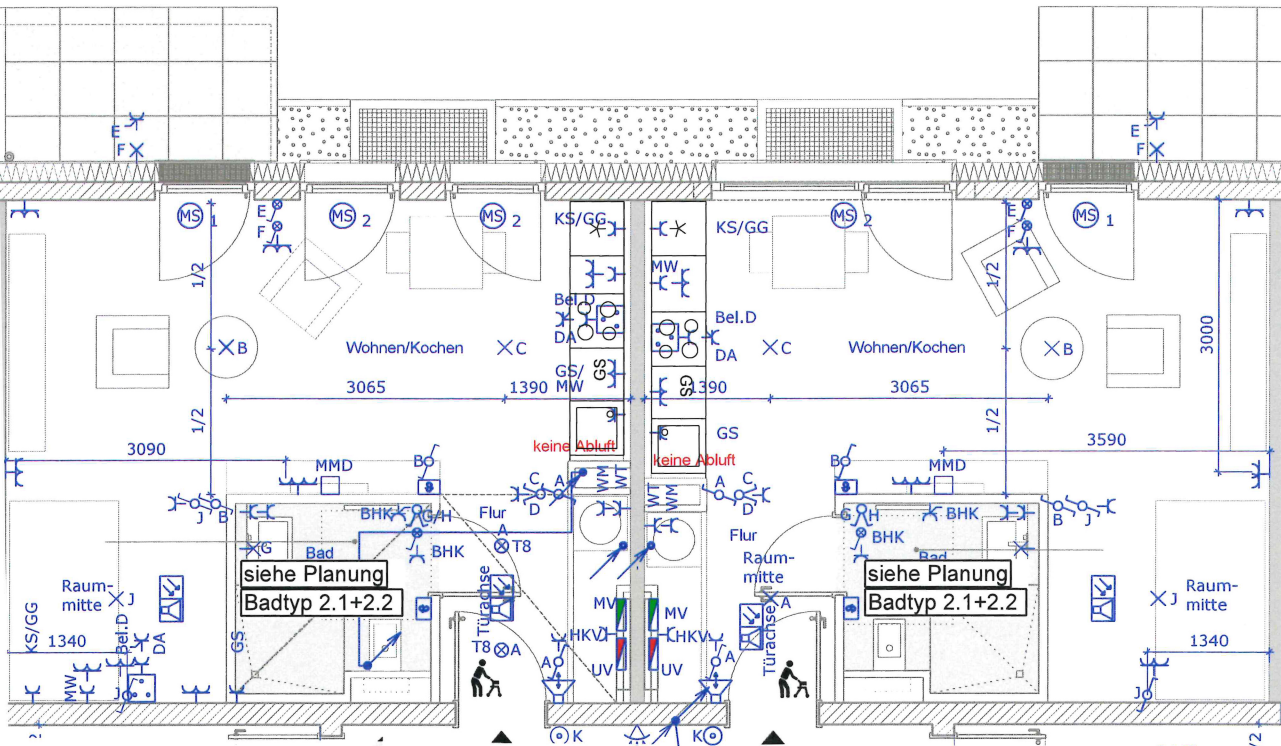 E
F
E
F
MS 1
E
F
MS 2
MS 2
KS/GG
KS/GG
MS 2
E
F
MS 1
1/2
MW
1/2
3000
Bel.D
DA
Bel.D
DA
B
Wohnen/Kochen
C
C
Wohnen/Kochen
B
GS/
MW
GS
GS
3065
1390
1390
3065
1/2
1/2
GS
keine Abluft
keine Abluft
3090
3590
B
MMD
B
MMD
WM
WT
WT
WM
J
B
C
A
D
A
C
D
B
J
BHK
G/H
Flur
A
T8
BHK
G
Bad
Flur
G
H
BHK
BHK
Bad
siehe Planung
Badtyp 2.1+2.2
siehe Planung
Badtyp 2.1+2.2
Raum-
mitte
J
Raum-
mitte
A
J
Raum-
mitte
KS/GG
1340
Bel.D
DA
GS
MW
J
Türachse
T8
A
MV
HKV
UV
A
MV
HKV
UV
A
Türachse
1340
J
K
K
1/2